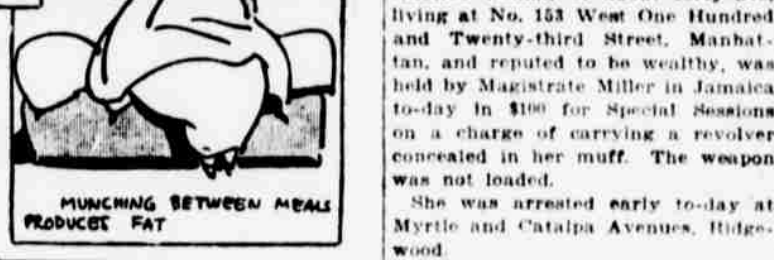 MUNCHING BETWEEN MEALS
PRODUCES FAT
living at No. 153 West One Hundred
and Twenty-third Street, Manhat-
tan, and reputed to be wealthy, was
held by Magistrate Miller in Jamaica
to-day in $100 for Special Sessions
on a charge of carrying a revolver
concealed in her muff. The weapon
was not loaded.
She was arrested early to-day at
Myrtle and Catalpa Avenues, Ridge-
wood.